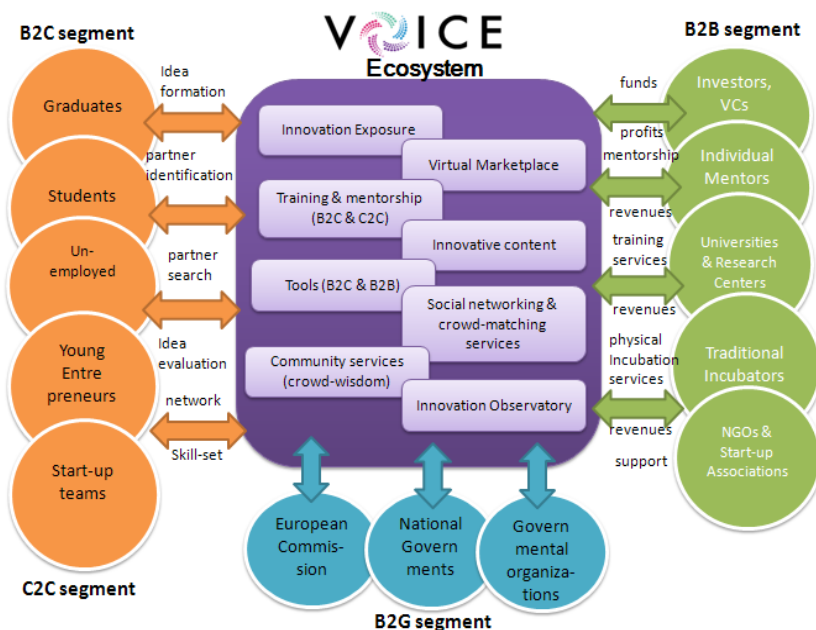 VOICE
Ecosystem
B2C segment
Graduates
Students
Un-
employed
Young
Entre
preneurs
Start-up
teams
C2C segment
Idea
formation
partner
identification
partner
search
Idea
evaluation
network
Skill-set
Innovation Exposure
Virtual Marketplace
Training & mentorship
(B2C & C2C)
Innovative content
Tools (B2C & B2B)
Social networking &
crowd-matching
services
Community services
(crowd-wisdom)
Innovation Observatory
funds
profits
mentorship
revenues
training
services
revenues
physical
Incubation
services
revenues
support
B2B segment
Investors,
VCs
Individual
Mentors
Universities
& Research
Centers
Traditional
Incubators
NGOs &
Start-up
Associations
European
Commis-
sion
National
Govern
ments
Govern
mental
organiza-
tions
B2G segment